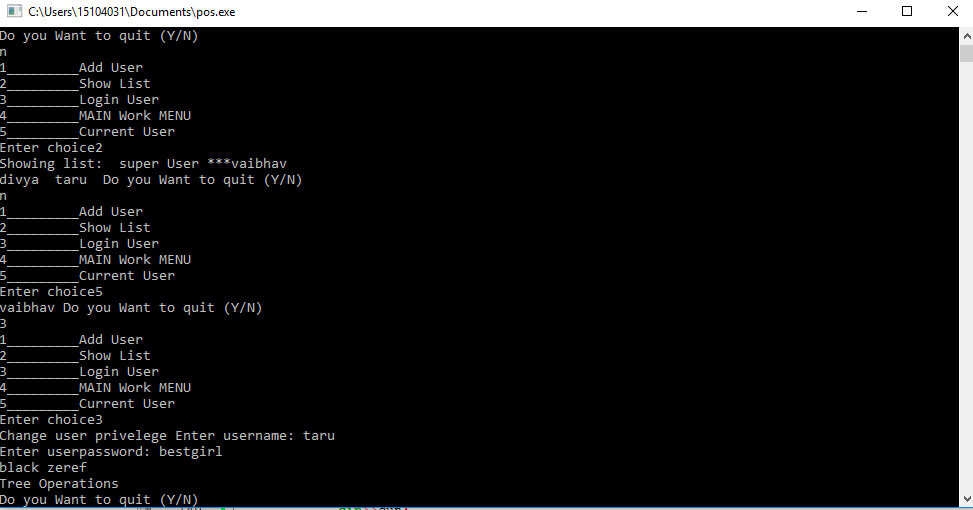 C:\Users\15104031\Documents\pos.exe
Do you Want to quit (Y/N)
n
1_________Add User
2_________Show List
3_________Login User
4_________MAIN Work MENU
5_________Current User
Enter choice2
Showing list:  super User ***vaibhav
divya  taru  Do you Want to quit (Y/N)
n
1_________Add User
2_________Show List
3_________Login User
4_________MAIN Work MENU
5_________Current User
Enter choice5
vaibhav Do you Want to quit (Y/N)
3
1_________Add User
2_________Show List
3_________Login User
4_________MAIN Work MENU
5_________Current User
Enter choice3
Change user privelege Enter username: taru
Enter userpassword: bestgirl
black zeref
Tree Operations
Do you Want to quit (Y/N)